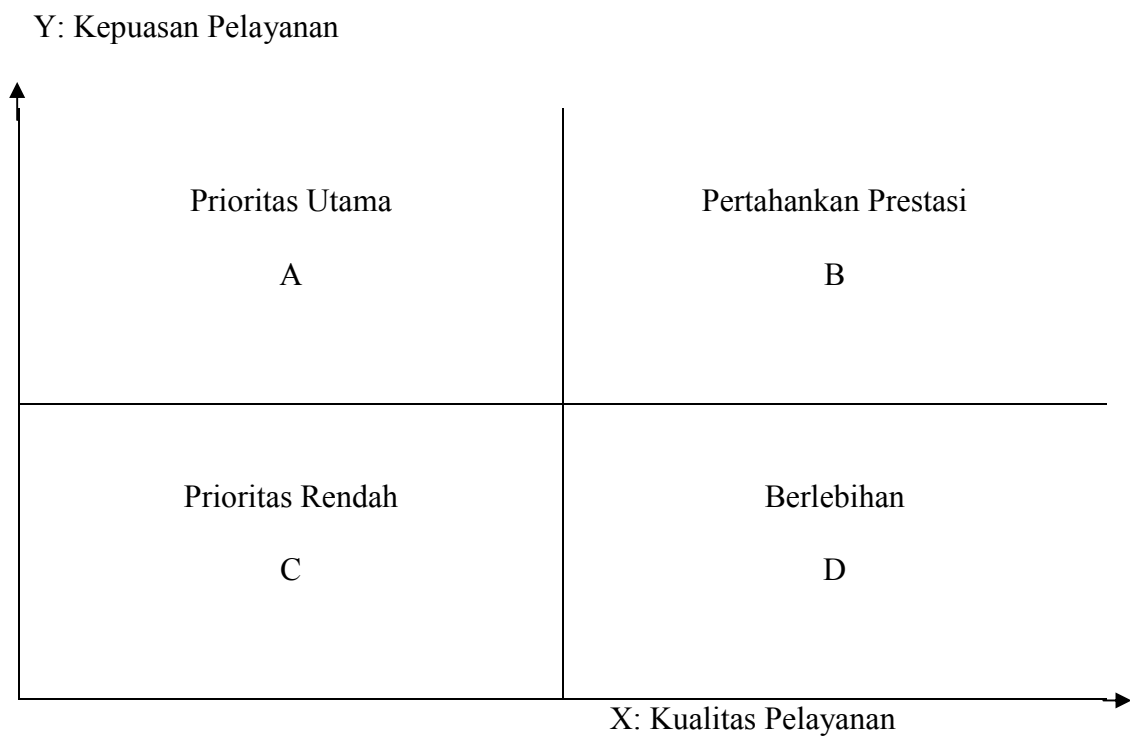 Y: Kepuasan Pelayanan
Prioritas Utama
A
Pertahankan Prestasi
B
Prioritas Rendah
C
Berlebihan
D
X: Kualitas Pelayanan